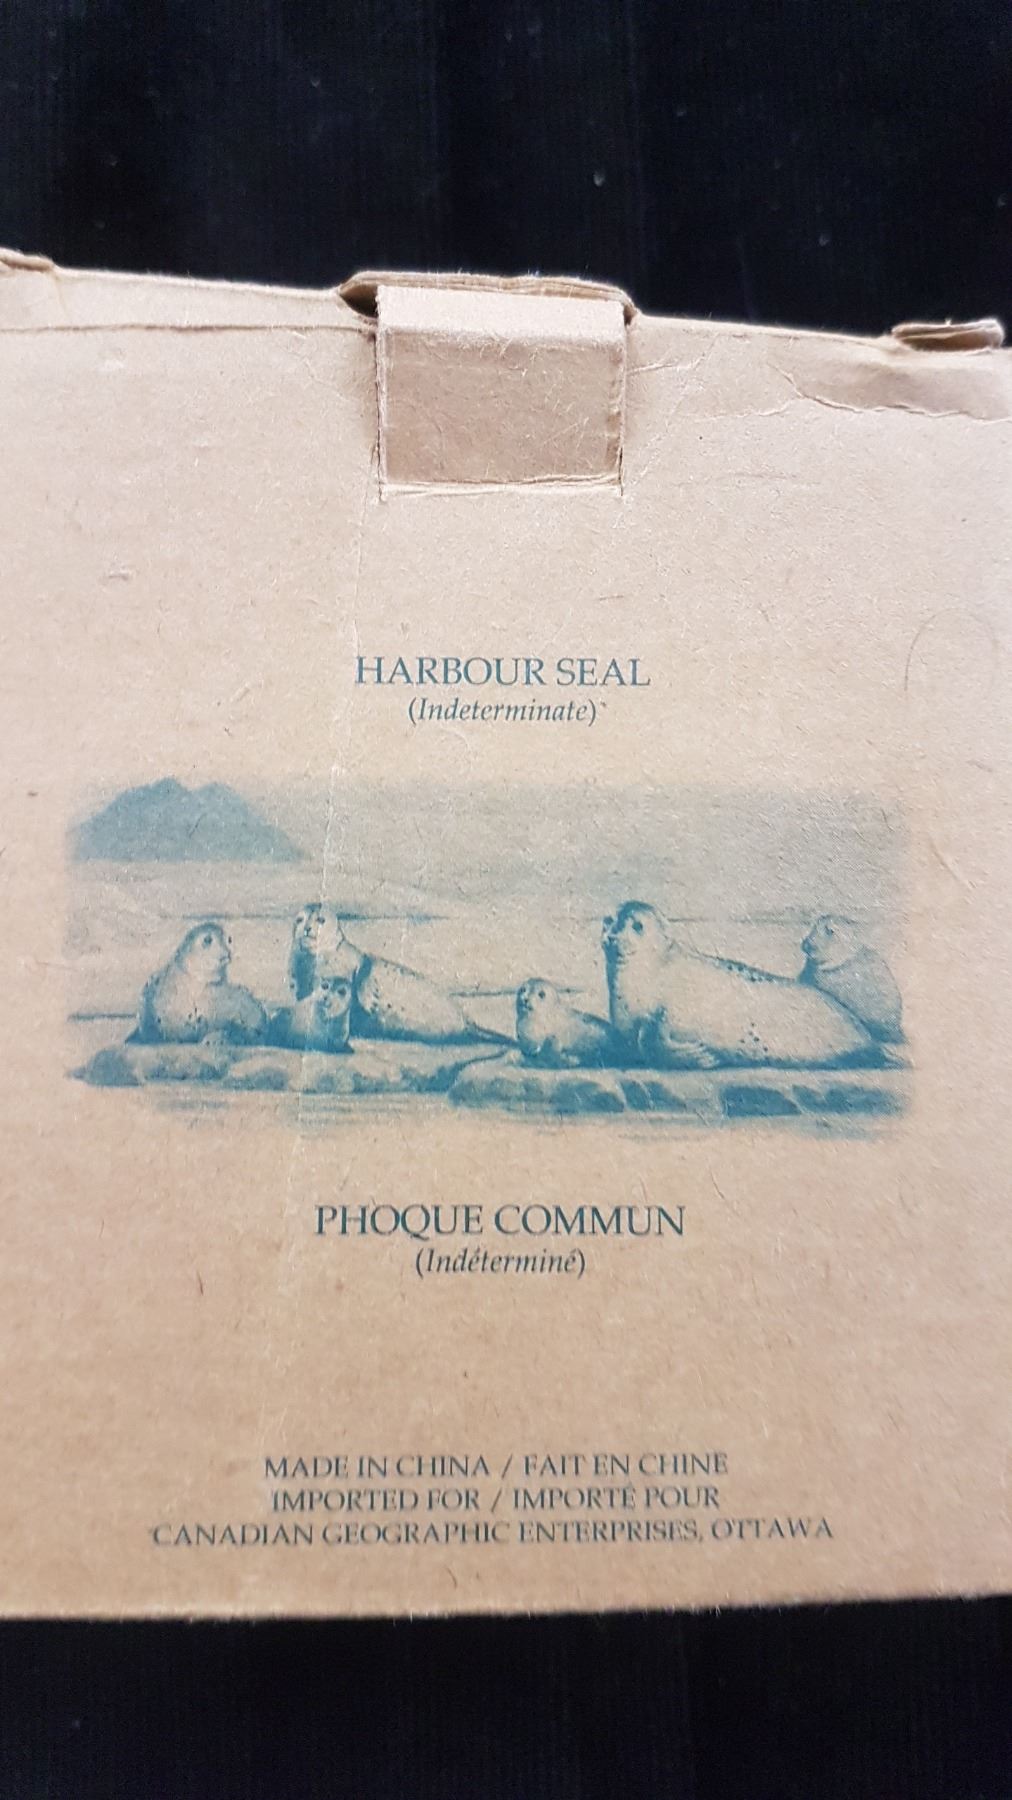 HARBOUR SEAL
(Indeterminate)
PHOQUE COMMUN
(Indéterminé)
MADE IN CHINA / FAIT EN CHINE
IMPORTED FOR / IMPORTÉ POUR
CANADIAN GEOGRAPHIC ENTERPRISES, OTTAWA